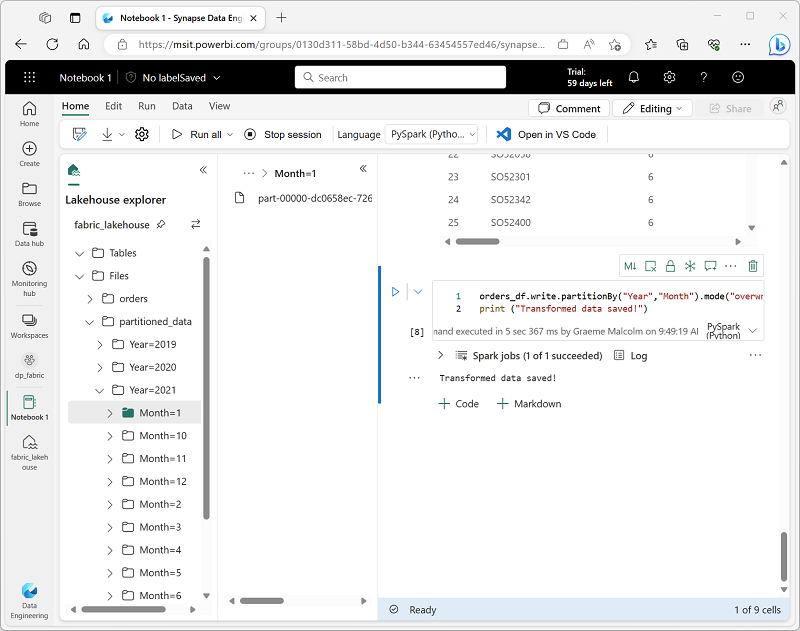 Notebook 1 - Synapse Data Eng
https://msit.powerbi.com/groups/0130d311-58bd-4d50-b344-63454557ed46/synapse...
Notebook 1
No labelSaved
Search
Trial:
59 days left
Home
Edit
Run
Data
View
Comment
Editing
Share
Run all
Stop session
Language
PySpark (Pytho...
Open in VS Code
Home
Create
Browse
Data hub
Monitoring
hub
Workspaces
dp_fabric
Notebook 1
fabric_lakeh
ouse
Data
Engineering
Lakehouse explorer
fabric_lakehouse
Tables
Files
orders
partitioned_data
Year=2019
Year=2020
Year=2021
Month=1
Month=10
Month=11
Month=12
Month=2
Month=3
Month=4
Month=5
Month=6
... > Month=1
part-00000-dc0658ec-726
22 SO52058 6
23 SO52301 6
24 SO52342 6
25 SO52400 6
M↓
1 orders_df.write.partitionBy("Year","Month").mode("overwr
2 print ("Transformed data saved!")
[8]
mand executed in 5 sec 367 ms by Graeme Malcolm on 9:49:19 AM
PySpark
(Python)
Spark jobs (1 of 1 succeeded)
Log
Transformed data saved!
+ Code
+ Markdown
Ready
1 of 9 cells